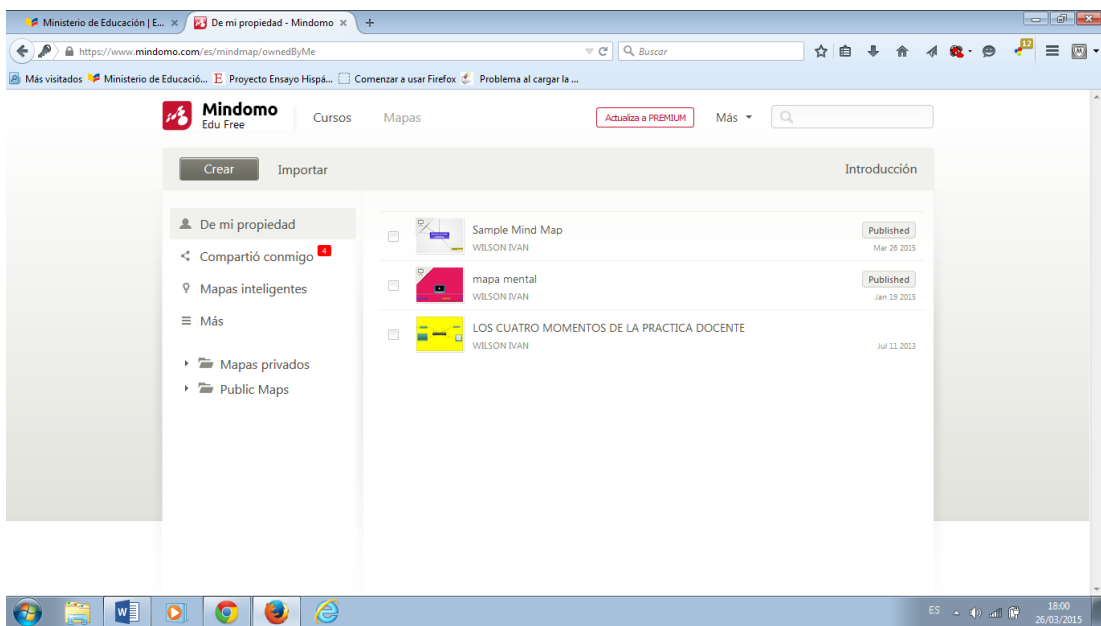 Ministerio de Educación | E...
De mi propiedad - Mindomo
https://www.mindomo.com/es/mindmap/ownedByMe
Buscar
12
Más visitados
Ministerio de Educació...
Proyecto Ensayo Hispá...
Comenzar a usar Firefox
Problema al cargar la ...
Mindomo
Edu Free
Cursos
Mapas
Actualiza a PREMIUM
Más
Crear
Importar
Introducción
De mi propiedad
Compartió conmigo 4
Mapas inteligentes
Más
Mapas privados
Public Maps
Sample Mind Map
WILSON IVAN
Published
Mar 26 2015
mapa mental
WILSON IVAN
Published
Jan 19 2015
LOS CUATRO MOMENTOS DE LA PRACTICA DOCENTE
WILSON IVAN
Jul 11 2013
ES
18:00
26/03/2015